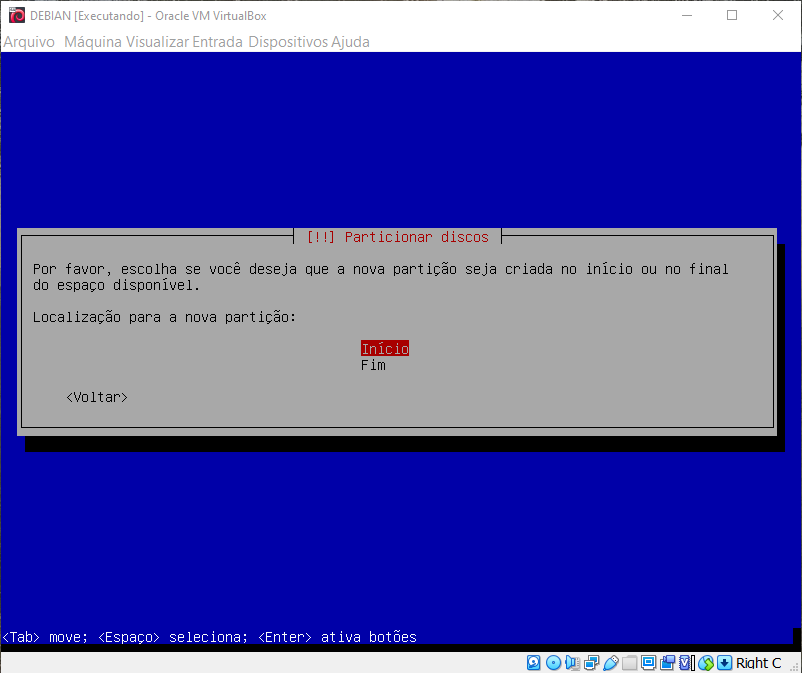 DEBIAN [Executando] - Oracle VM VirtualBox
Arquivo Máquina Visualizar Entrada Dispositivos Ajuda
[!!] Particionar discos
Por favor, escolha se você deseja que a nova partição seja criada no início ou no final
do espaço disponível.
Localização para a nova partição:
Início
Fim
<Voltar>
<Tab> move; <Espaço> seleciona; <Enter> ativa botões
Right C